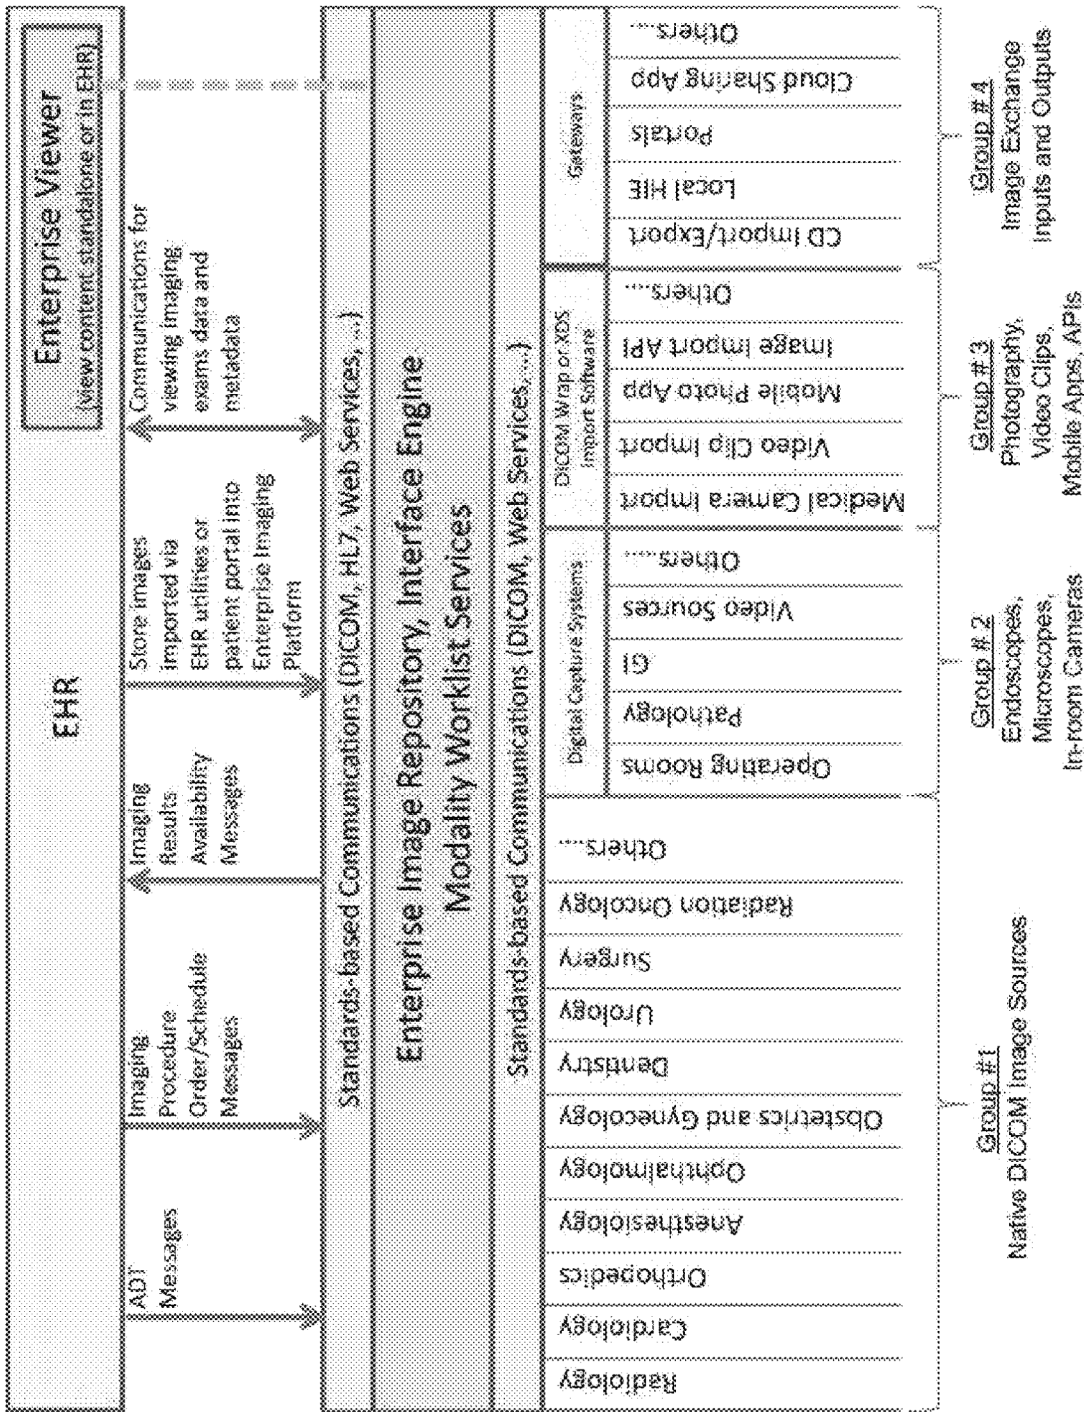 EHR
Enterprise Viewer
(view content standalone or in EHR)
ADT
Messages
Imaging
Procedure
Order/Schedule
Messages
Imaging
Results
Availability
Messages
Store images
imported via
EHR utilines or
patient portal into
Enterprise Imaging
Platform
Communications for
viewing imaging
exams data and
metadata
Standards-based Communications (DICOM, HL7, Web Services, ...)
Enterprise Image Repository, Interface Engine
Modality Worklist Services
Standards-based Communications (DICOM, Web Services, ...)
Radiology
Cardiology
Orthopedics
Anesthesiology
Ophthalmology
Obstetrics and Gynecology
Dentistry
Urology
Surgery
Radiation Oncology
Others....
Digital Capture Systems
Operating Rooms
Pathology
GI
Video Sources
Others.....
DICOM Wrap or XDS
Import Software
Medical Camera Import
Video Clip Import
Mobile Photo App
Image Import API
Others....
Gateways
CD Import/Export
Local HIE
Portals
Cloud Sharing App
Others....
Group #1
Native DICOM Image Sources
Group # 2
Endoscopes,
Microscopes,
In-room Cameras
Group # 3
Photography,
Video Clips,
Mobile Apps, APIs
Group # 4
Image Exchange
Inputs and Outputs